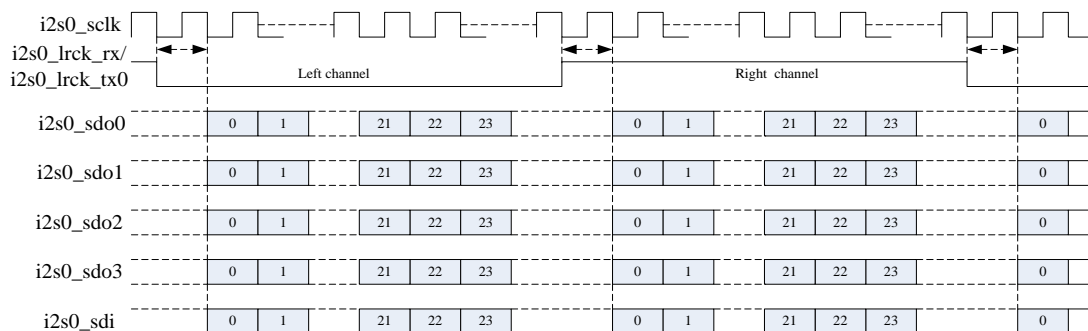 i2s0_sclk
i2s0_lrck_rx/
i2s0_lrck_tx0
Left channel
Right channel
i2s0_sdo0
0 1 21 22 23 0 1 21 22 23 0
i2s0_sdo1
0 1 21 22 23 0 1 21 22 23 0
i2s0_sdo2
0 1 21 22 23 0 1 21 22 23 0
i2s0_sdo3
0 1 21 22 23 0 1 21 22 23 0
i2s0_sdi
0 1 21 22 23 0 1 21 22 23 0